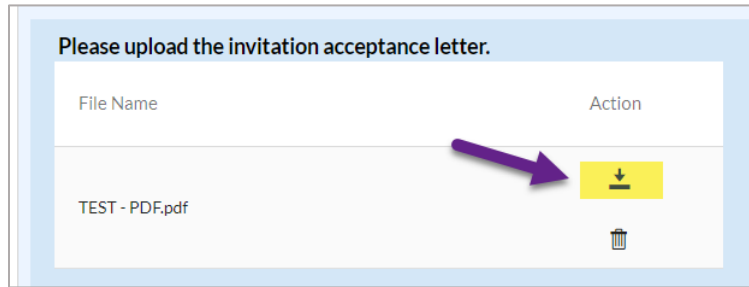 Please upload the invitation acceptance letter.
File Name Action
TEST - PDF.pdf